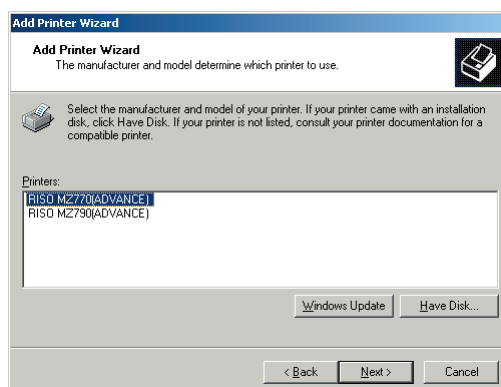 Add Printer Wizard
Add Printer Wizard
The manufacturer and model determine which printer to use.
Select the manufacturer and model of your printer. If your printer came with an installation
disk, click Have Disk. If your printer is not listed, consult your printer documentation for a
compatible printer.
Printers:
RISO MZ770(ADVANCE)
RISO MZ790(ADVANCE)
Windows Update
Have Disk...
< Back
Next >
Cancel